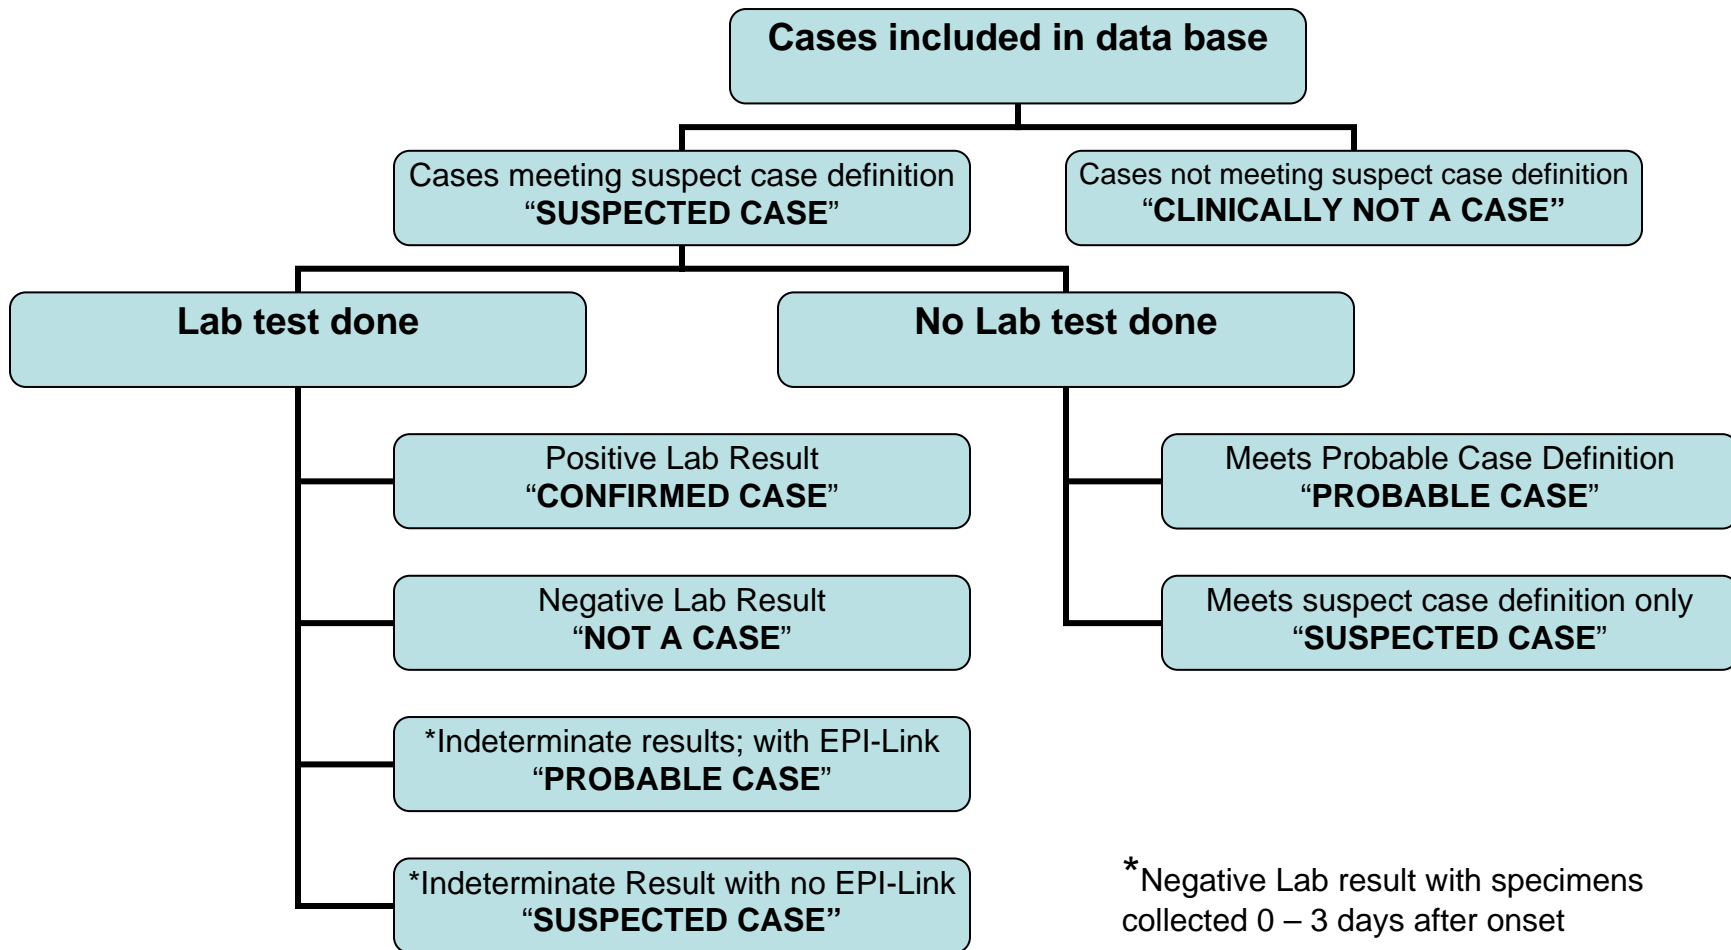 Cases included in data base
Cases meeting suspect case definition
“SUSPECTED CASE”
Cases not meeting suspect case definition
“CLINICALLY NOT A CASE”
Lab test done
No Lab test done
Positive Lab Result
“CONFIRMED CASE”
Meets Probable Case Definition
“PROBABLE CASE”
Negative Lab Result
“NOT A CASE”
Meets suspect case definition only
“SUSPECTED CASE”
*Indeterminate results; with EPI-Link
“PROBABLE CASE”
*Indeterminate Result with no EPI-Link
“SUSPECTED CASE”
*Negative Lab result with specimens
collected 0 – 3 days after onset